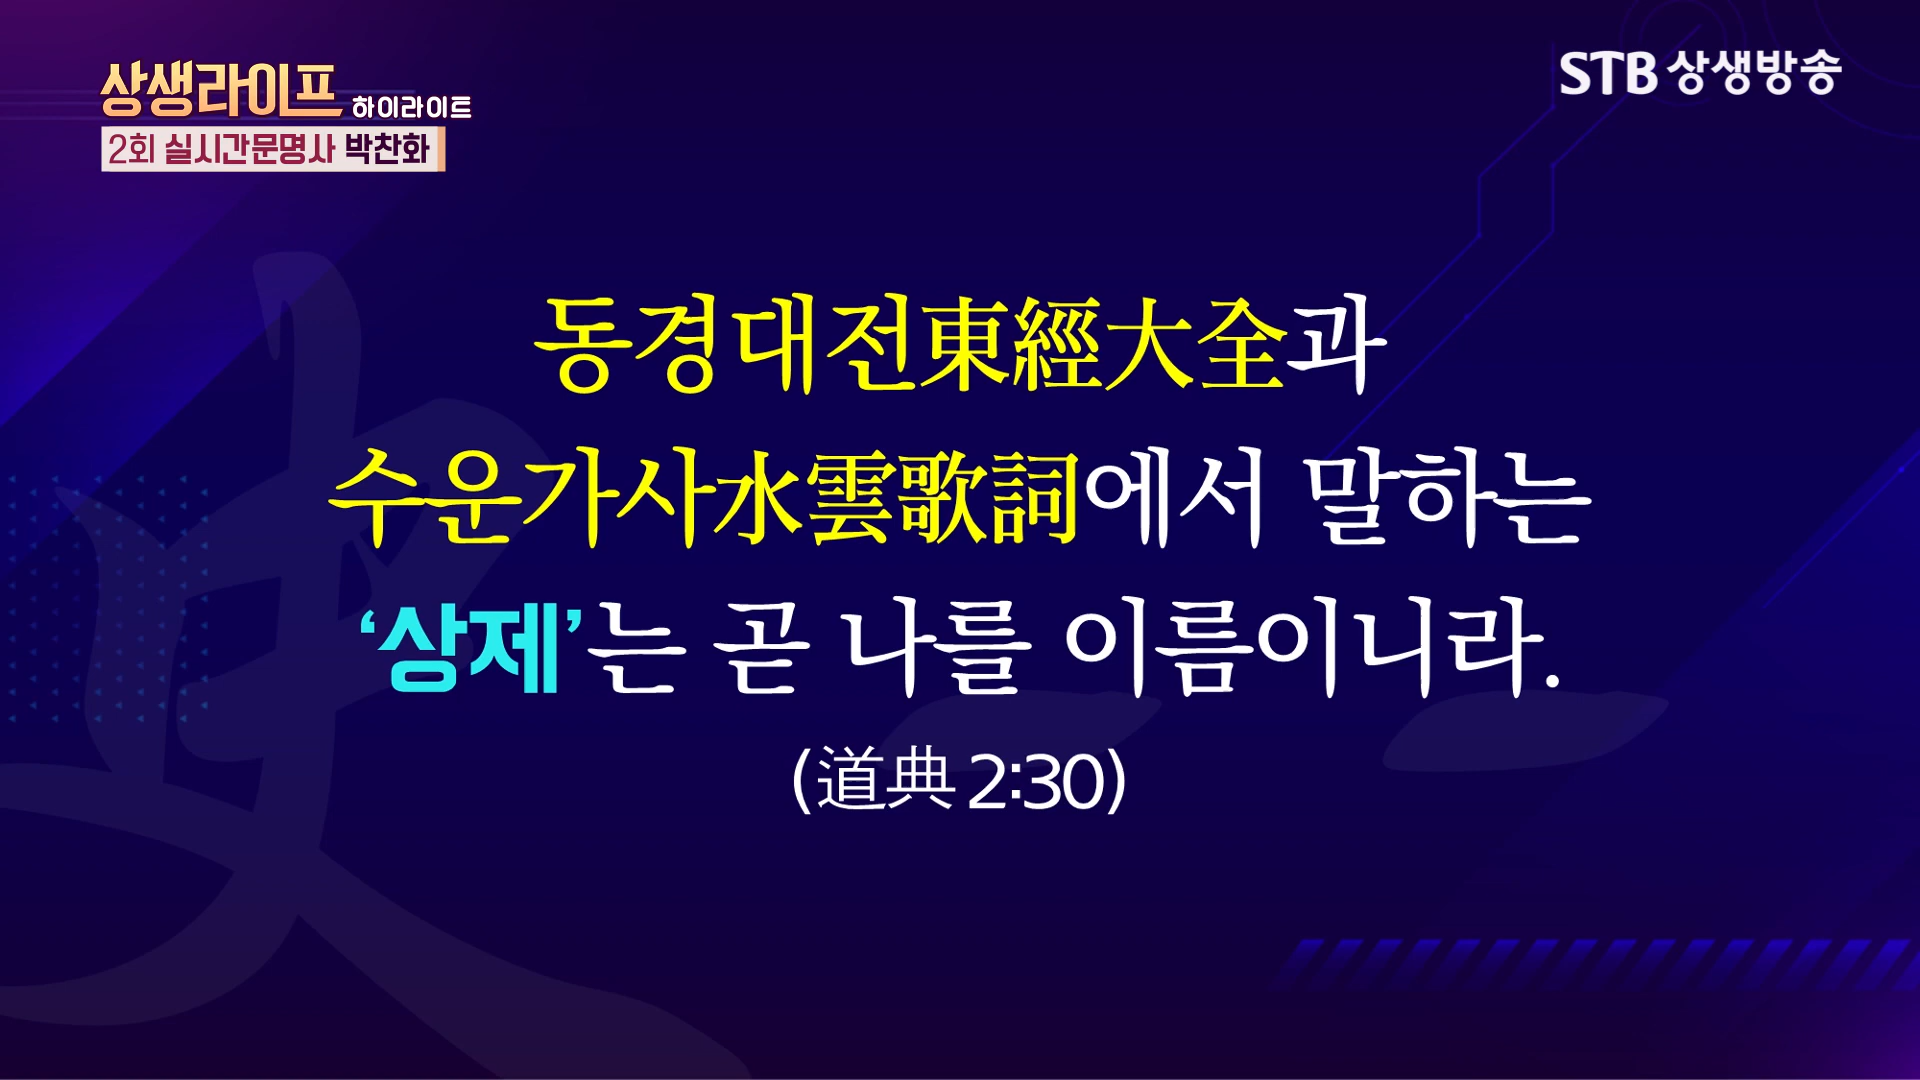 상생라이프 하이라이트
2회 실시간문명사 박찬화
STB 상생방송
동경대전東經大全과
수운가사水雲歌詞에서 말하는
‘상제’는 곧 나를 이름이니라.
(道典 2:30)
史